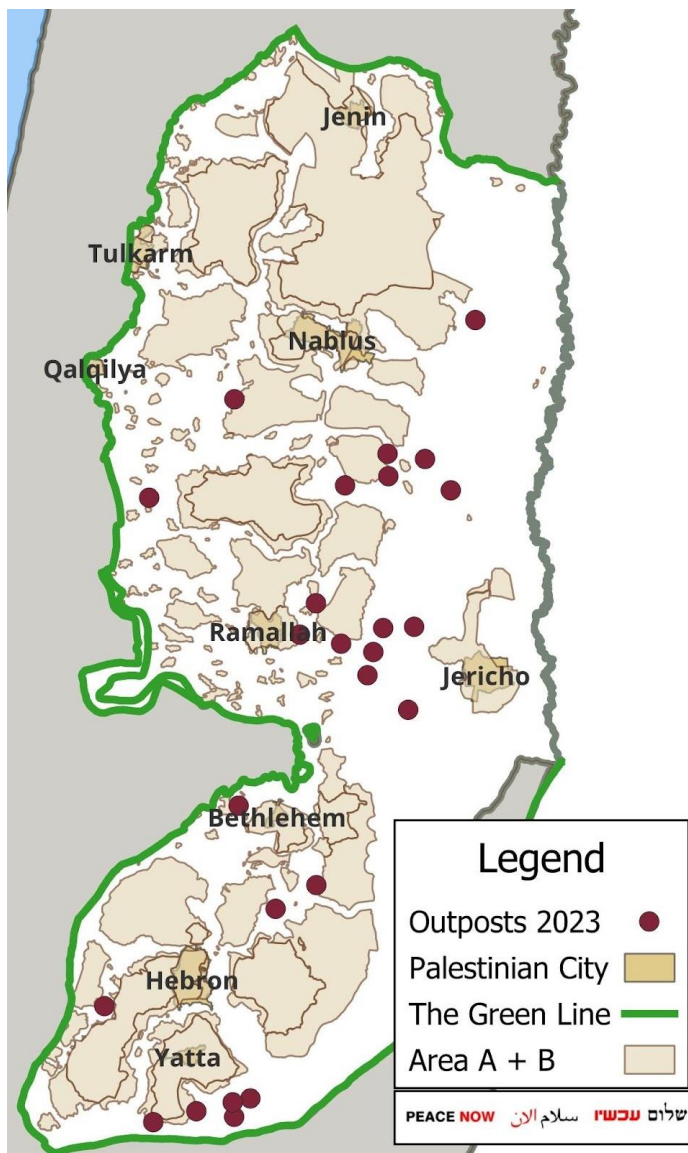 Jenin
Tulkarm
Nablus
Qalqilya
Ramallah
Jericho
Bethlehem
Hebron
Yatta
Legend
Outposts 2023
Palestinian City
The Green Line
Area A + B
PEACE NOW سلام الان שלום עכשיו